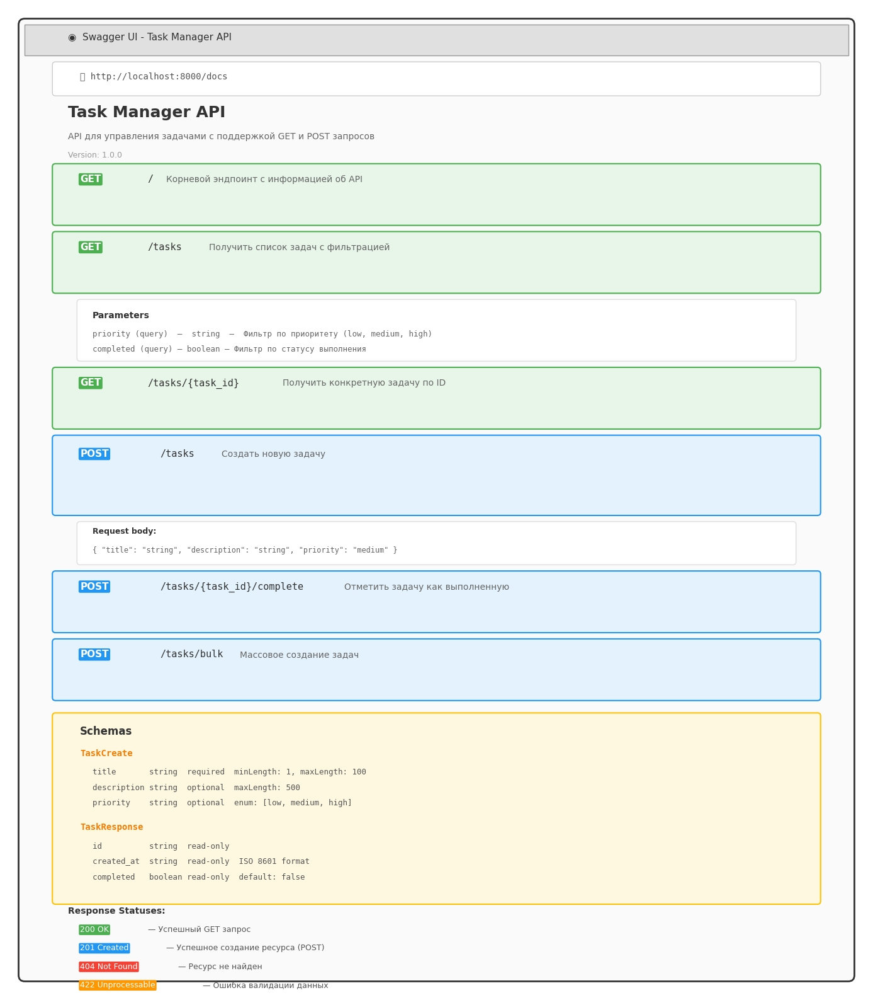 ◉ Swagger UI - Task Manager API
http://localhost:8000/docs
Task Manager API
API для управления задачами с поддержкой GET и POST запросов
Version: 1.0.0
GET / Корневой эндпоинт с информацией об API
GET /tasks Получить список задач с фильтрацией
Parameters
priority (query) — string — Фильтр по приоритету (low, medium, high)
completed (query) — boolean — Фильтр по статусу выполнения
GET /tasks/{task_id} Получить конкретную задачу по ID
POST /tasks Создать новую задачу
Request body:
{ "title": "string", "description": "string", "priority": "medium" }
POST /tasks/{task_id}/complete Отметить задачу как выполненную
POST /tasks/bulk Массовое создание задач
Schemas
TaskCreate
title string required minLength: 1, maxLength: 100
description string optional maxLength: 500
priority string optional enum: [low, medium, high]
TaskResponse
id string read-only
created_at string read-only ISO 8601 format
completed boolean read-only default: false
Response Statuses:
200 OK — Успешный GET запрос
201 Created — Успешное создание ресурса (POST)
404 Not Found — Ресурс не найден
422 Unprocessable — Ошибка валидации данных